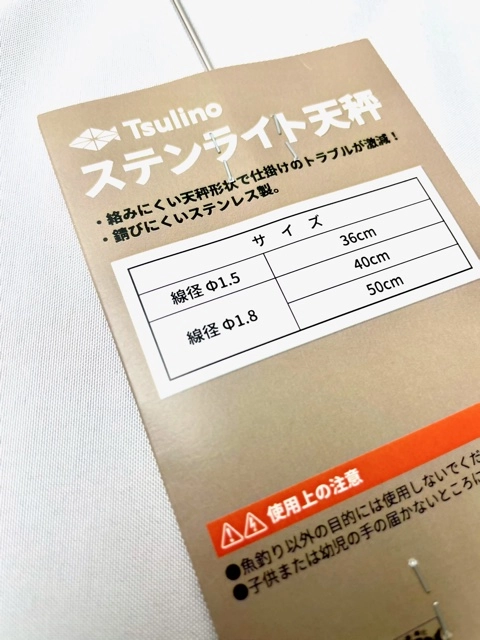 Tsulino
ステンライト天秤
・絡みにくい天秤形状で仕掛けのトラブルが激減！
・錆びにくいステンレス製。
サイズ
線径 Φ1.5
36cm
線径 Φ1.8
40cm
50cm
使用上の注意
●魚釣り以外の目的には使用しないでくだ
●子供または幼児の手の届かないところに